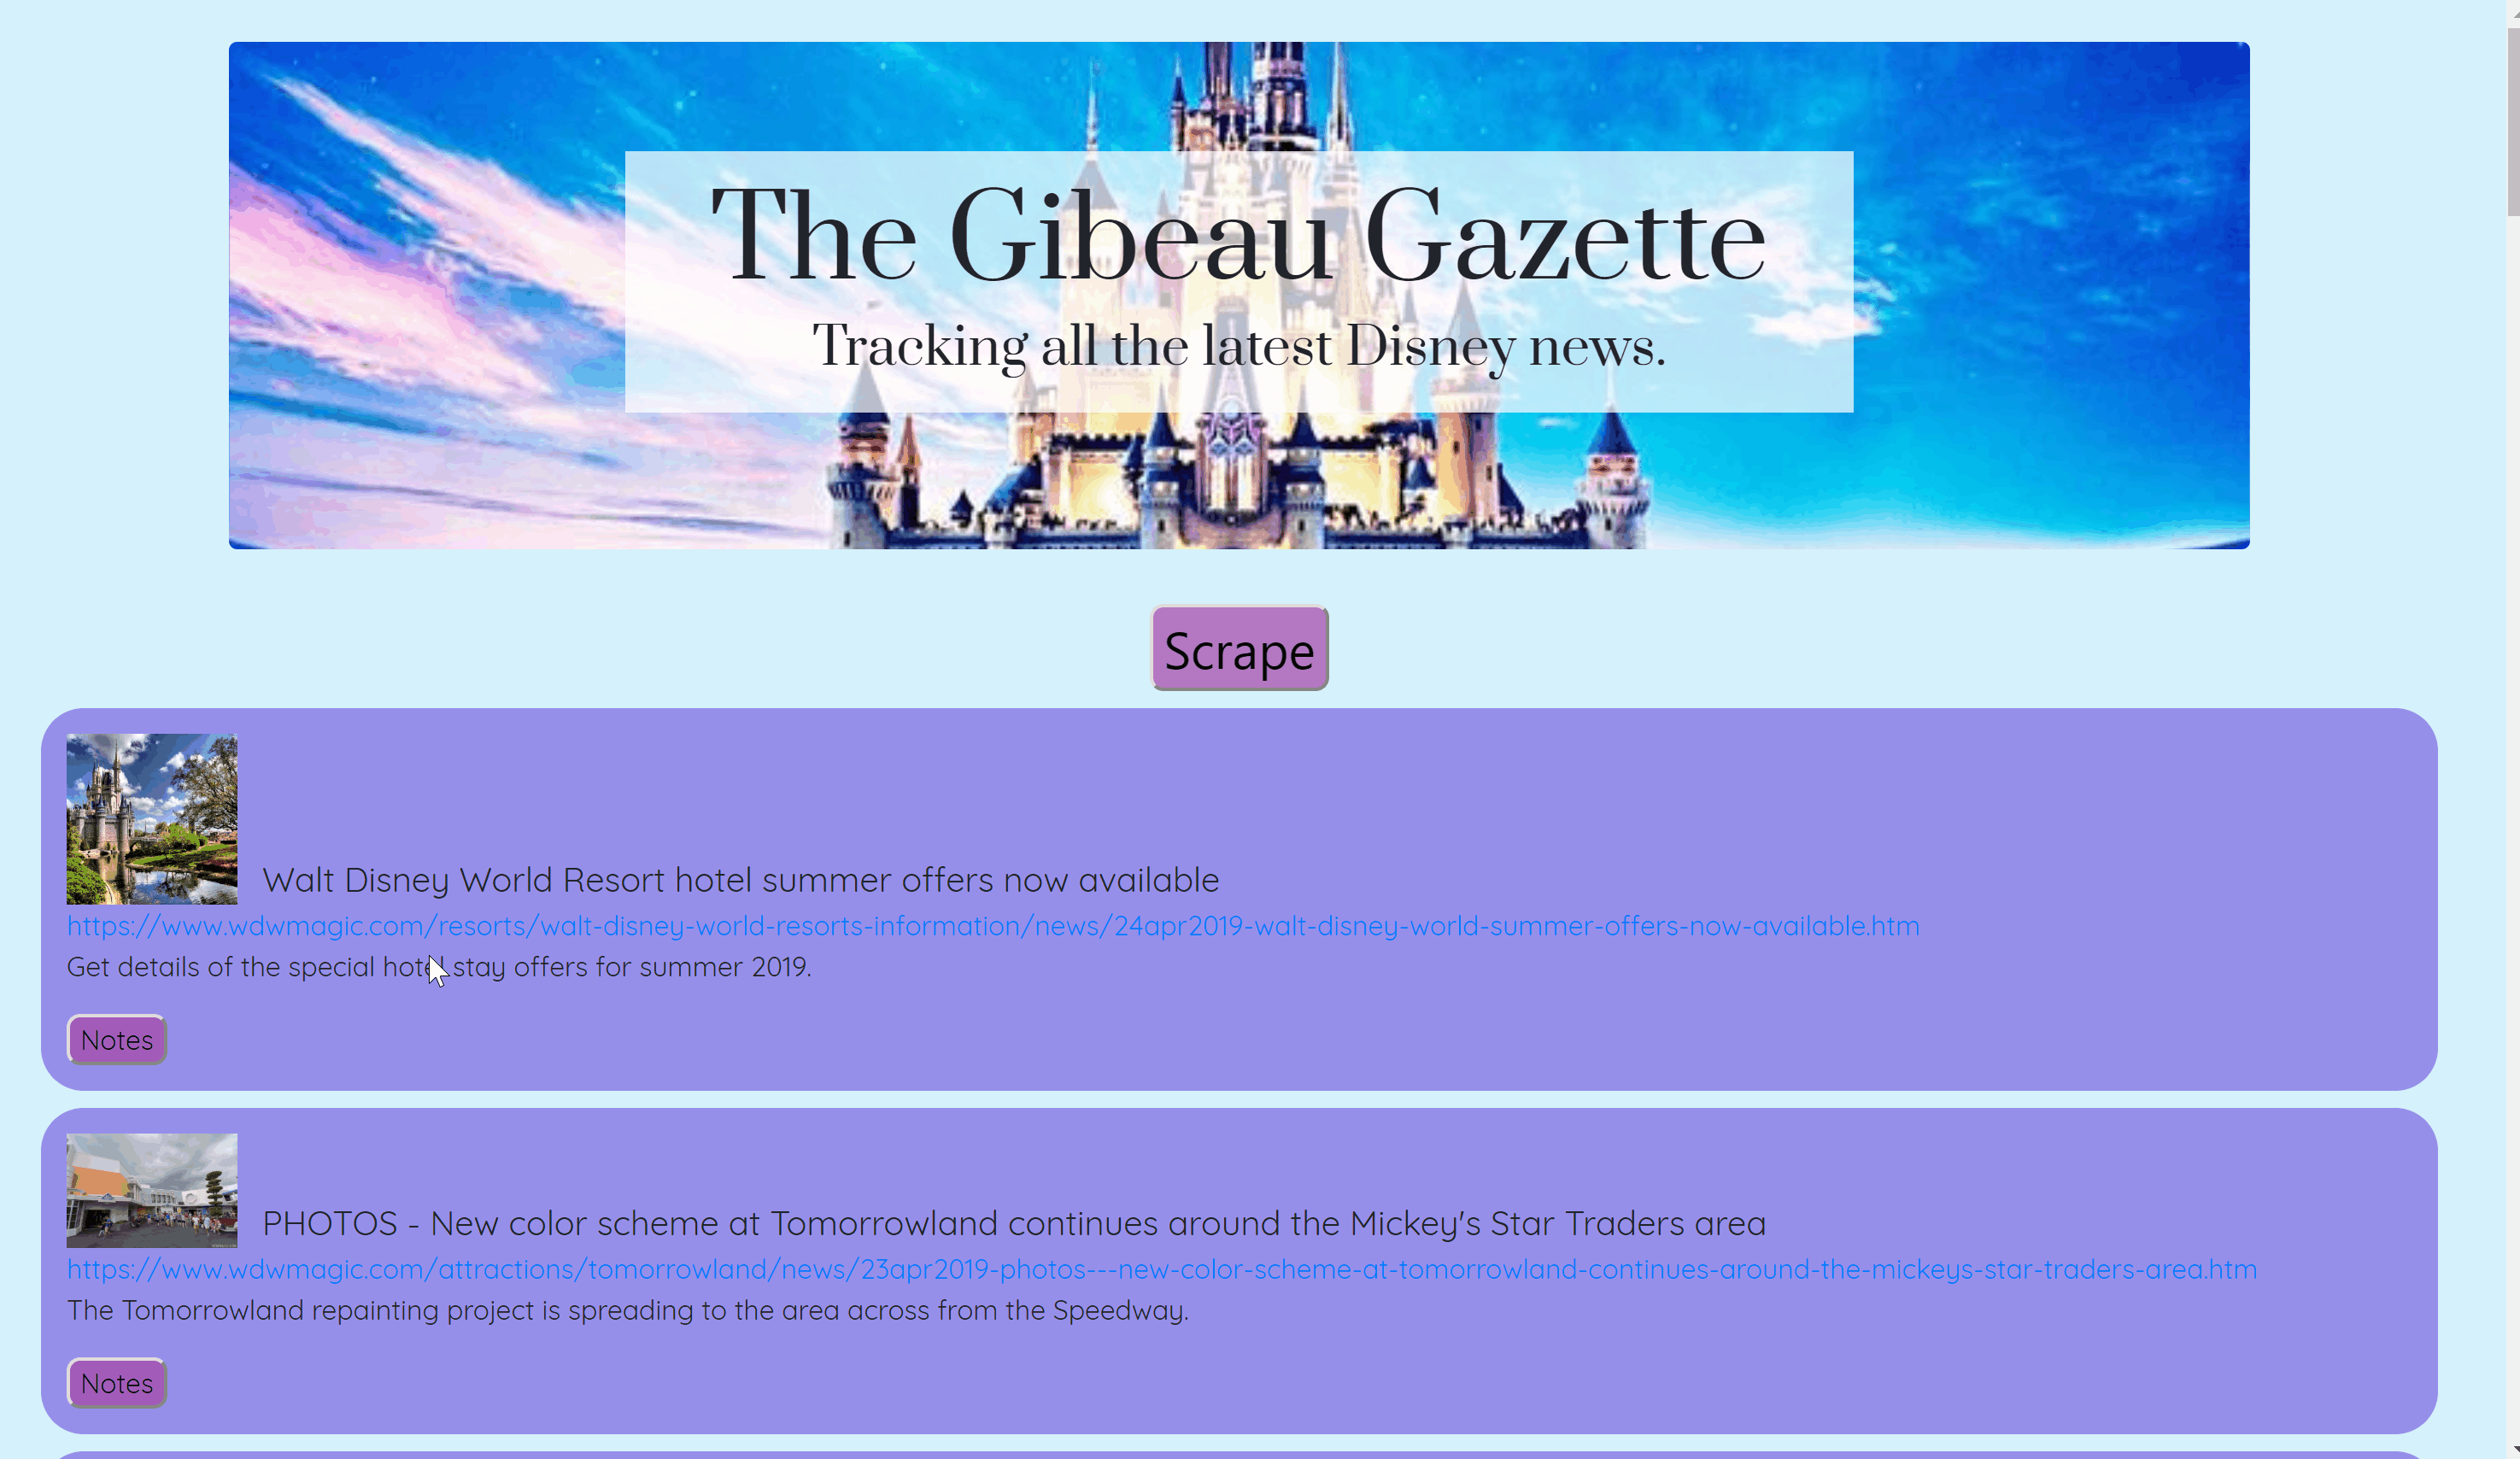 The Gibeau Gazette
Tracking all the latest Disney news.
Scrape
Walt Disney World Resort hotel summer offers now available
https://www.wdwmagic.com/resorts/walt-disney-world-resorts-information/news/24apr2019-walt-disney-world-summer-offers-now-available.htm
Get details of the special hotel stay offers for summer 2019.
Notes
PHOTOS - New color scheme at Tomorrowland continues around the Mickey's Star Traders area
https://www.wdwmagic.com/attractions/tomorrowland/news/23apr2019-photos---new-color-scheme-at-tomorrowland-continues-around-the-mickeys-star-traders-area.htm
The Tomorrowland repainting project is spreading to the area across from the Speedway.
Notes